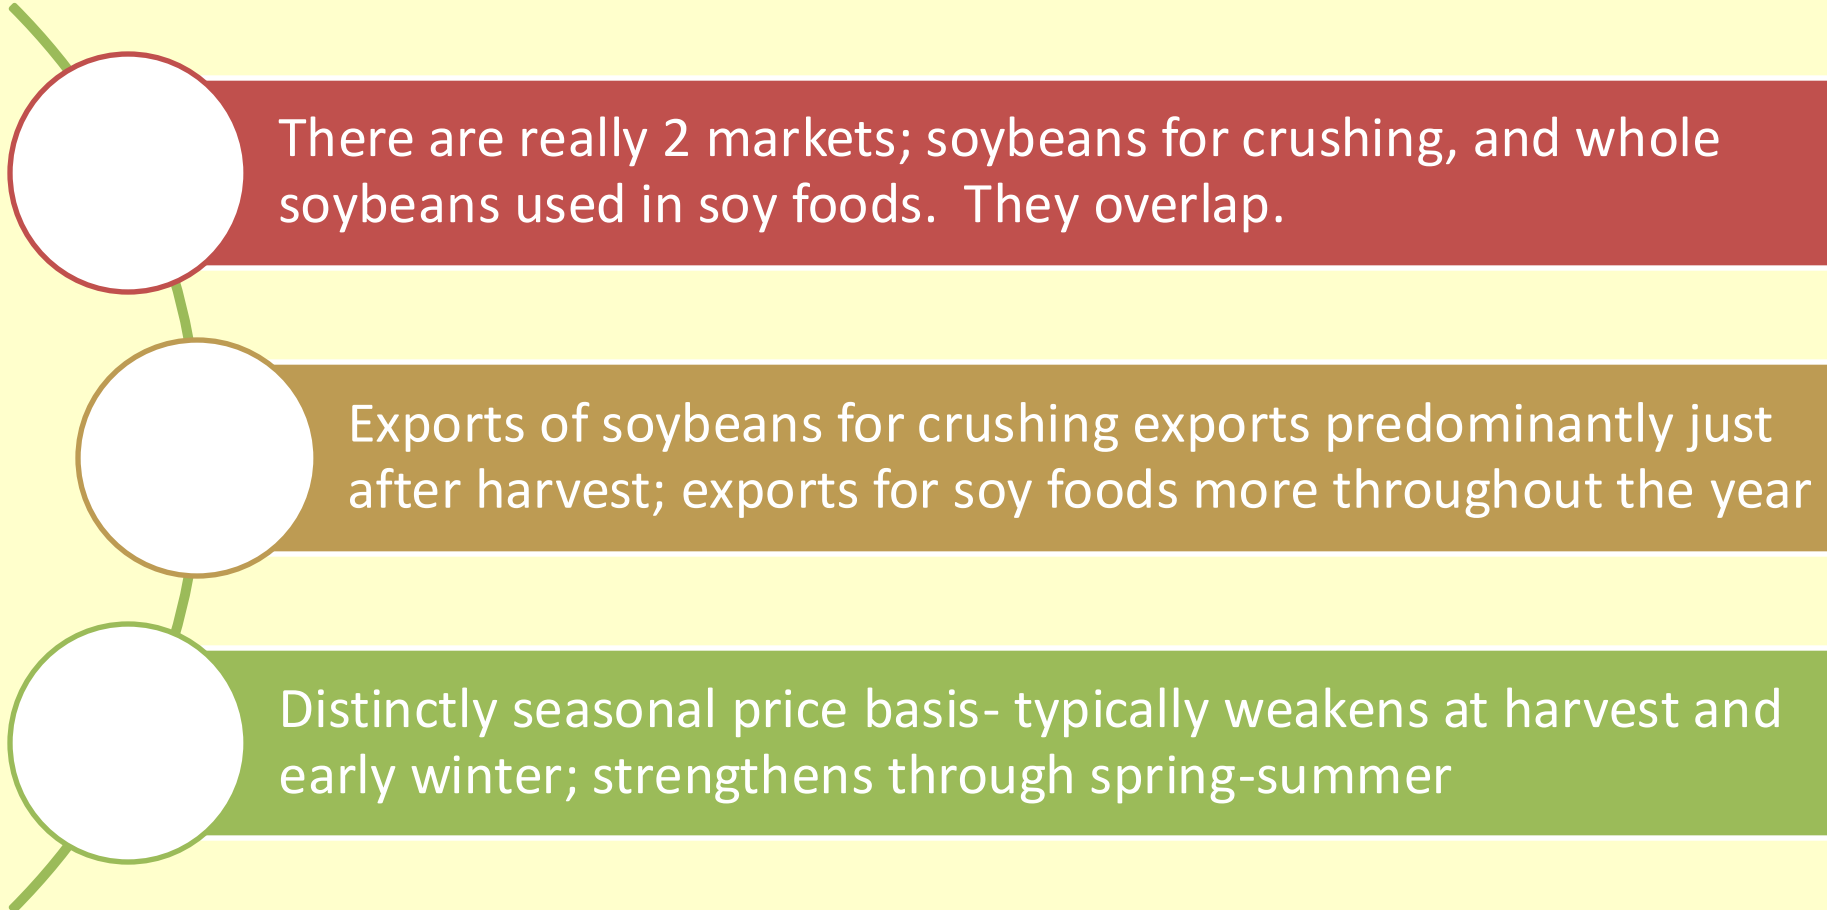 There are really 2 markets; soybeans for crushing, and whole
soybeans used in soy foods.  They overlap.
Exports of soybeans for crushing exports predominantly just
after harvest; exports for soy foods more throughout the year
Distinctly seasonal price basis- typically weakens at harvest and
early winter; strengthens through spring-summer